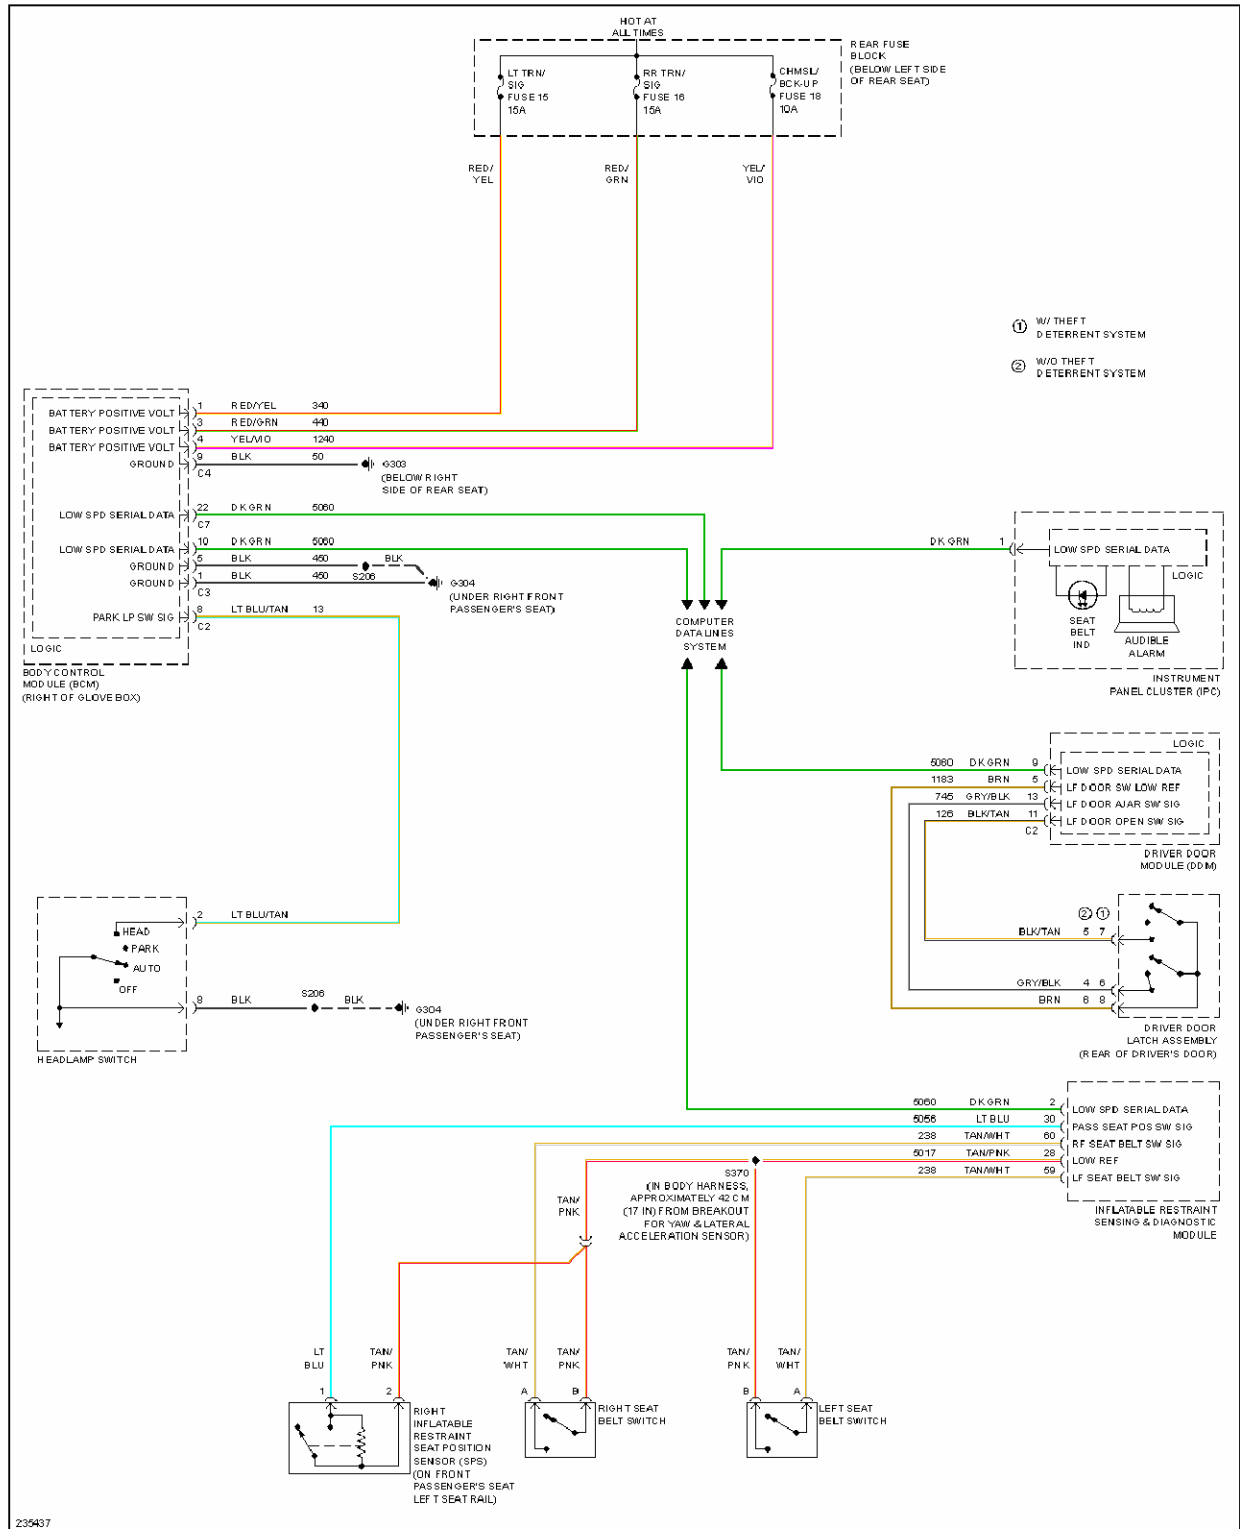 HOT AT
ALL TIMES
REAR FUSE
BLOCK
(BELOW LEFT SIDE
OF REAR SEAT)
LT TRN/
SIG
FUSE 15
15A
RR TRN/
SIG
FUSE 16
15A
CHMSL/
BCK-UP
FUSE 18
10A
RED/
YEL
RED/
GRN
YEL/
VIO
1 W/ THEFT
DETERRENT SYSTEM
2 W/O THEFT
DETERRENT SYSTEM
BATTERY POSITIVE VOLT 1 RED/YEL 340
BATTERY POSITIVE VOLT 3 RED/GRN 440
BATTERY POSITIVE VOLT 4 YEL/VIO 1240
GROUND 9 BLK 50
C4
G303
(BELOW RIGHT
SIDE OF REAR SEAT)
LOW SPD SERIAL DATA 22 DK GRN 5060
C7
LOW SPD SERIAL DATA 10 DK GRN 5060
GROUND 5 BLK 450 BLK
S206
GROUND 1 BLK 450
C3
G304
(UNDER RIGHT FRONT
PASSENGER'S SEAT)
PARK LP SW SIG 8 LT BLU/TAN 13
C2
LOGIC
BODY CONTROL
MODULE (BCM)
(RIGHT OF GLOVE BOX)
COMPUTER
DATA LINES
SYSTEM
DK GRN 1 LOW SPD SERIAL DATA
LOGIC
SEAT
BELT
IND
AUDIBLE
ALARM
INSTRUMENT
PANEL CLUSTER (IPC)
LOGIC
5060 DK GRN 9 LOW SPD SERIAL DATA
1183 BRN 5 LF DOOR SW LOW REF
745 GRY/BLK 13 LF DOOR AJAR SW SIG
126 BLK/TAN 11 LF DOOR OPEN SW SIG
C2
DRIVER DOOR
MODULE (DDM)
2 1
BLK/TAN 5 7
GRY/BLK 4 6
BRN 6 8
DRIVER DOOR
LATCH ASSEMBLY
(REAR OF DRIVER'S DOOR)
2 LT BLU/TAN
HEAD
PARK
AUTO
OFF
8 BLK S206 BLK
G304
(UNDER RIGHT FRONT
PASSENGER'S SEAT)
HEADLAMP SWITCH
5060 DK GRN 2 LOW SPD SERIAL DATA
5056 LT BLU 30 PASS SEAT POS SW SIG
238 TAN/WHT 60 RF SEAT BELT SW SIG
5017 TAN/PNK 28 LOW REF
238 TAN/WHT 59 LF SEAT BELT SW SIG
INFLATABLE RESTRAINT
SENSING & DIAGNOSTIC
MODULE
S370
(IN BODY HARNESS,
APPROXIMATELY 42 CM
(17 IN) FROM BREAKOUT
FOR YAW & LATERAL
ACCELERATION SENSOR)
TAN/
PNK
LT
BLU
TAN/
PNK
TAN/
WHT
TAN/
PNK
TAN/
PNK
TAN/
WHT
1 2 A B B A
RIGHT
INFLATABLE
RESTRAINT
SEAT POSITION
SENSOR (SPS)
(ON FRONT
PASSENGER'S SEAT
LEFT SEAT RAIL)
RIGHT SEAT
BELT SWITCH
LEFT SEAT
BELT SWITCH
235437